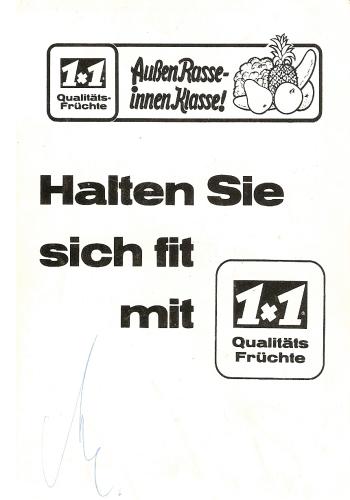 1x1
Qualitäts-
Früchte
Außen Rasse-
innen Klasse!
Halten Sie
sich fit
mit
1x1
Qualitäts
Früchte